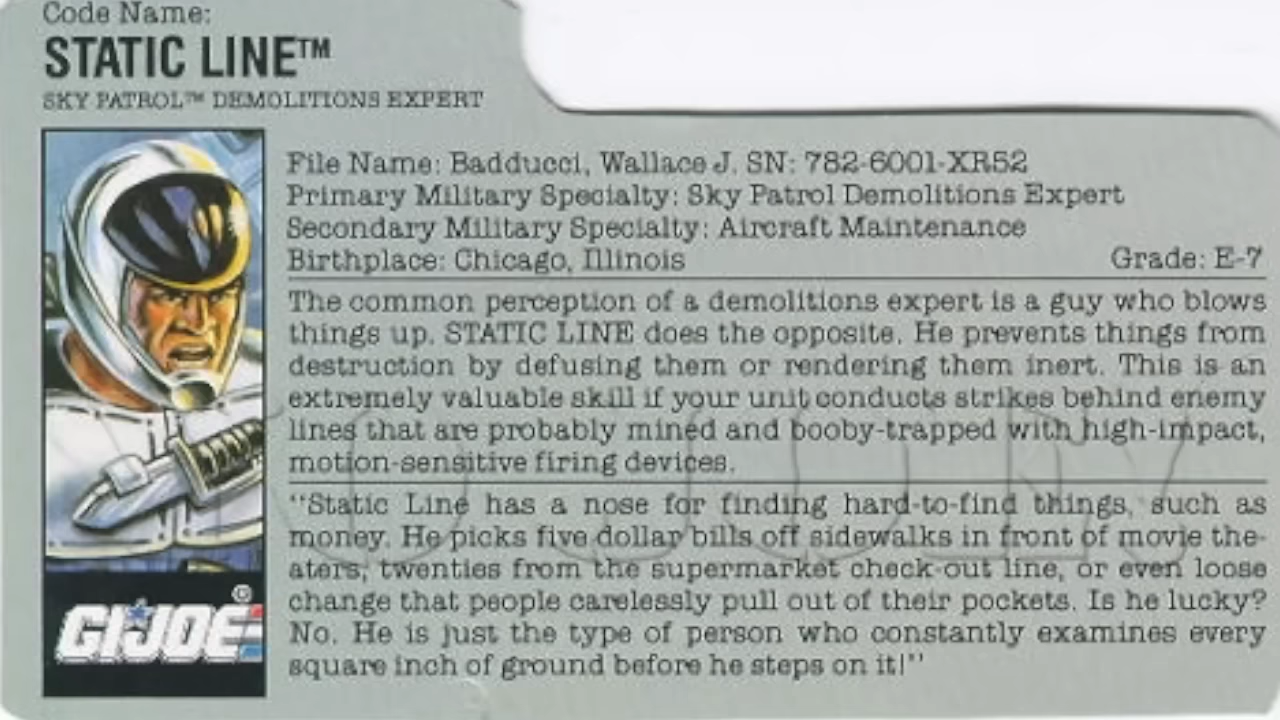 Code Name:
STATIC LINE™
SKY PATROL™ DEMOLITIONS EXPERT
File Name: Badducci, Wallace J. SN: 782-6001-XR52
Primary Military Specialty: Sky Patrol Demolitions Expert
Secondary Military Specialty: Aircraft Maintenance
Birthplace: Chicago, Illinois Grade: E-7
The common perception of a demolitions expert is a guy who blows
things up. STATIC LINE does the opposite. He prevents things from
destruction by defusing them or rendering them inert. This is an
extremely valuable skill if your unit conducts strikes behind enemy
lines that are probably mined and booby-trapped with high-impact,
motion-sensitive firing devices.
"Static Line has a nose for finding hard-to-find things, such as
money. He picks five dollar bills off sidewalks in front of movie the-
aters, twenties from the supermarket check-out line, or even loose
change that people carelessly pull out of their pockets. Is he lucky?
No. He is just the type of person who constantly examines every
square inch of ground before he steps on it!"
GI JOE®